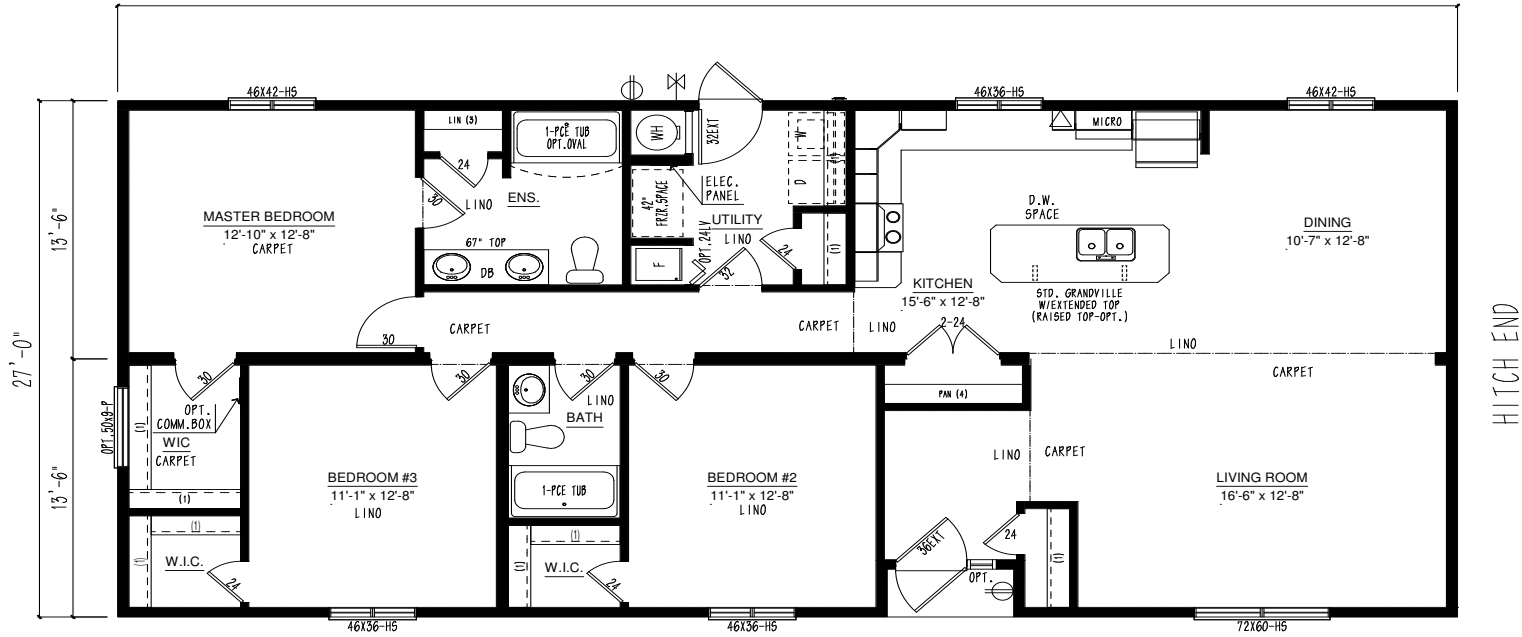 46X42-HS
46X36-HS
46X42-HS
LIN (3)
1-PCE TUB
OPT.OVAL
WH
32EXT
W
(1)
MICRO
24
30
LINO
ENS.
42"
FRZR.SPACE
ELEC.
PANEL
D
D.W.
SPACE
MASTER BEDROOM
12'-10" x 12'-8"
CARPET
UTILITY
LINO
OPT.24LV
24
(1)
DINING
10'-7" x 12'-8"
13'-6"
67" TOP
DB
F
32
KITCHEN
15'-6" x 12'-8"
STD. GRANDVILLE
W/EXTENDED TOP
(RAISED TOP-OPT.)
CARPET
CARPET
LINO
2-24
30
LINO
CARPET
27'-0"
HITCH END
30
30
30
30
OPT.
COMM.BOX
LINO
BATH
PAN (4)
OPT.50x9-P
(1)
WIC
CARPET
LINO
CARPET
13'-6"
BEDROOM #3
11'-1" x 12'-8"
LINO
1-PCE TUB
BEDROOM #2
11'-1" x 12'-8"
LINO
LIVING ROOM
16'-6" x 12'-8"
(1)
(1)
(1)
W.I.C.
24
(1)
(1)
W.I.C.
24
36EXT
24
(1)
OPT.
46X36-HS
46X36-HS
72X60-HS